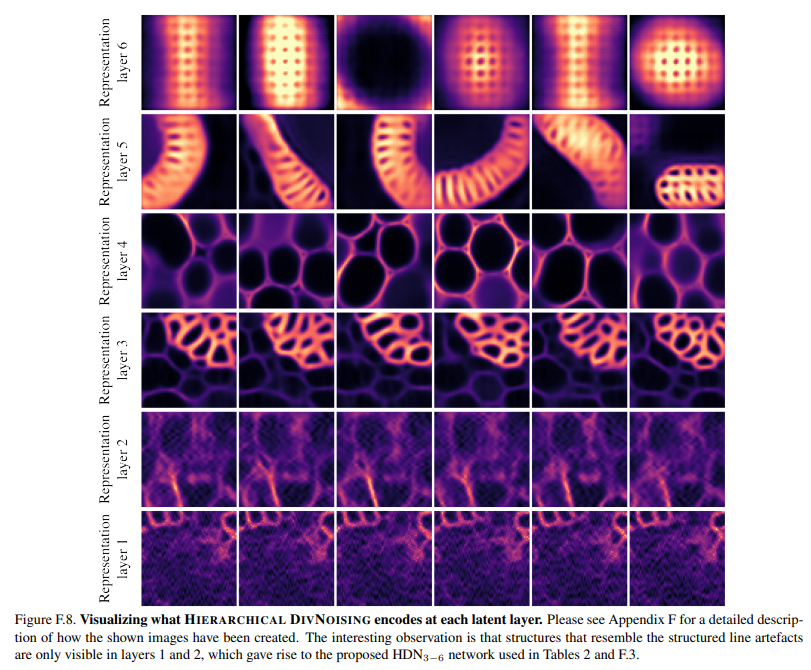 Representation
layer 6
Representation
layer 5
Representation
layer 4
Representation
layer 3
Representation
layer 2
Representation
layer 1
Figure F.8. Visualizing what HIERARCHICAL DIVNOISING encodes at each latent layer. Please see Appendix F for a detailed descrip-
tion of how the shown images have been created. The interesting observation is that structures that resemble the structured line artefacts
are only visible in layers 1 and 2, which gave rise to the proposed HDN₃₋₆ network used in Tables 2 and F.3.